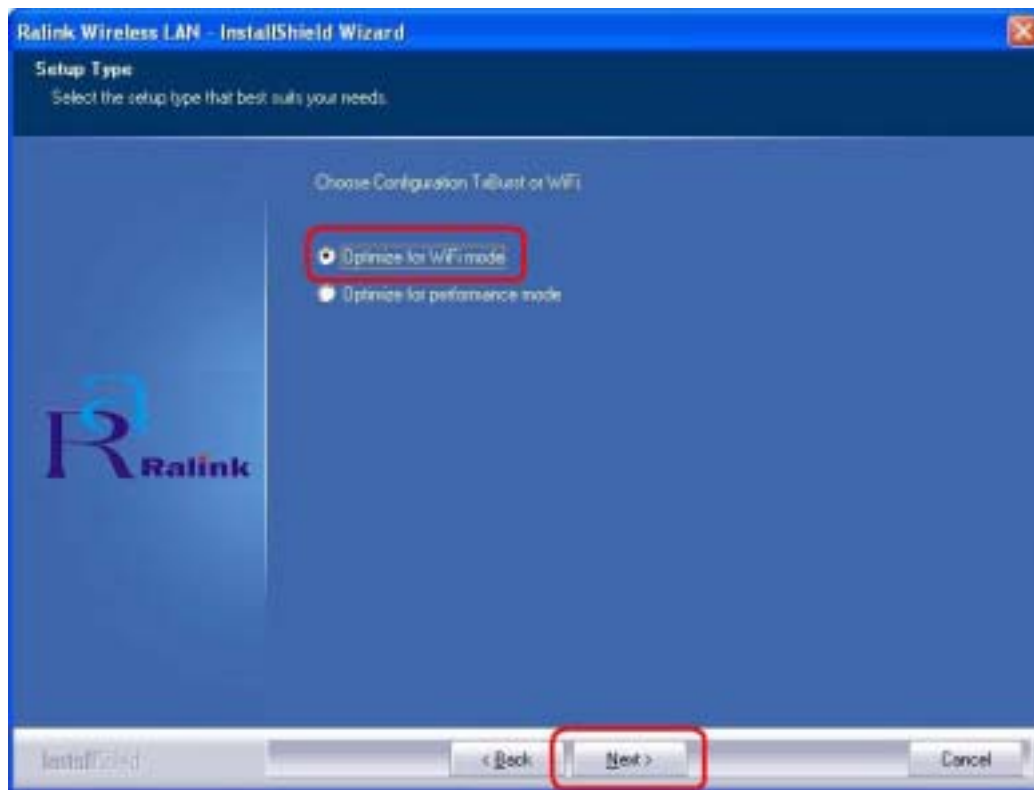 Ralink Wireless LAN - InstallShield Wizard
Setup Type
Select the setup type that best suits your needs.
Choose Configuration TxBurst or WiFi
Optimize for WiFi mode
Optimize for performance mode
Ralink
InstallShield
< Back
Next >
Cancel